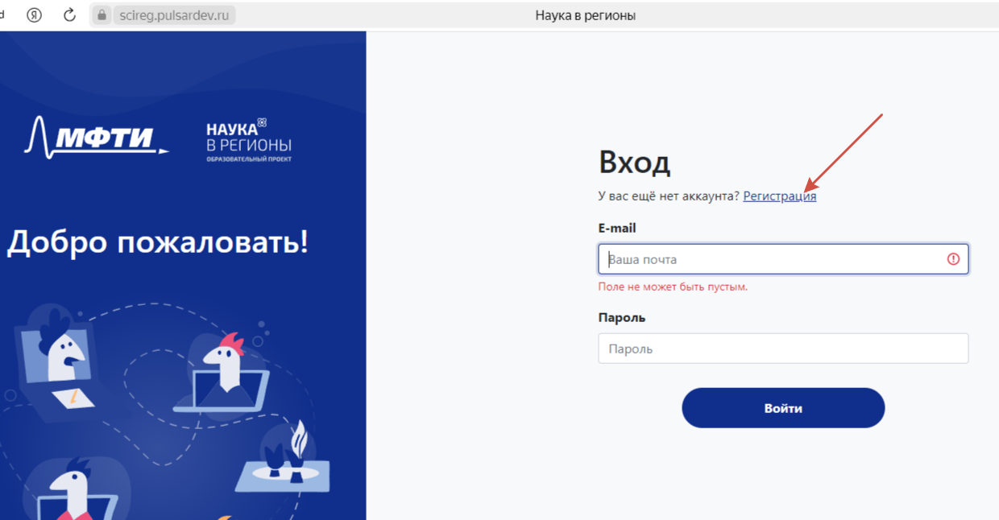 d
Я
scireg.pulsardev.ru
Наука в регионы
МФТИ
НАУКА
В РЕГИОНЫ
ОБРАЗОВАТЕЛЬНЫЙ ПРОЕКТ
Добро пожаловать!
Вход
У вас ещё нет аккаунта? Регистрация
E-mail
Ваша почта
Поле не может быть пустым.
Пароль
Пароль
Войти